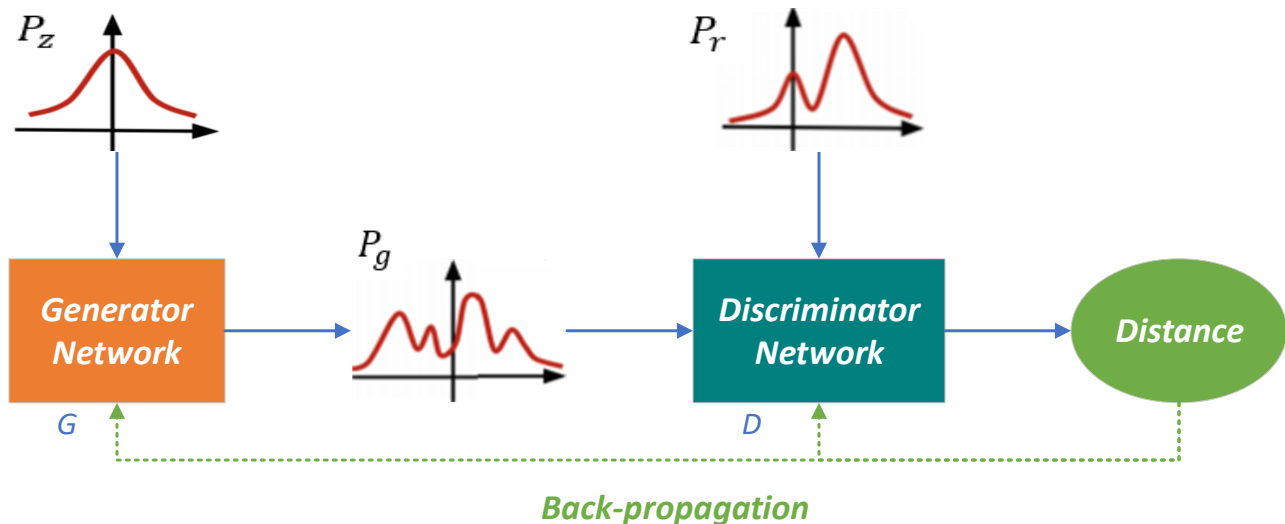 P_z
P_r
P_g
Generator
Network
Discriminator
Network
Distance
G
D
Back-propagation